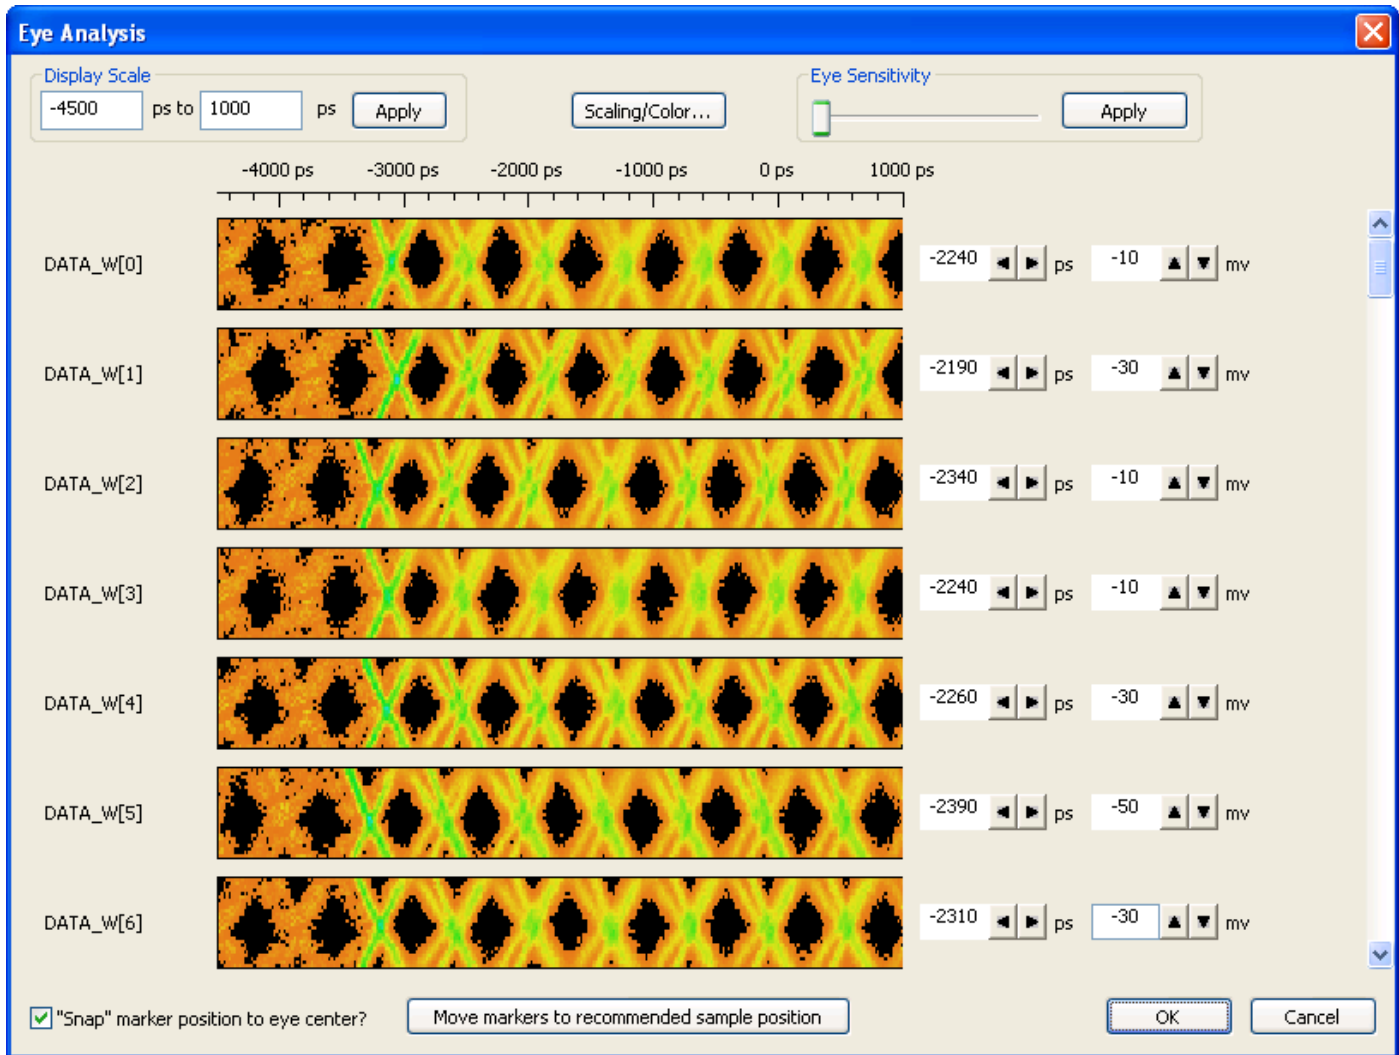 Eye Analysis
Display Scale
Eye Sensitivity
-4500 ps to 1000 ps Apply Scaling/Color... Apply
-4000 ps -3000 ps -2000 ps -1000 ps 0 ps 1000 ps
DATA_W[0] -2240 ps -10 mv
DATA_W[1] -2190 ps -30 mv
DATA_W[2] -2340 ps -10 mv
DATA_W[3] -2240 ps -10 mv
DATA_W[4] -2260 ps -30 mv
DATA_W[5] -2390 ps -50 mv
DATA_W[6] -2310 ps -30 mv
"Snap" marker position to eye center? Move markers to recommended sample position OK Cancel